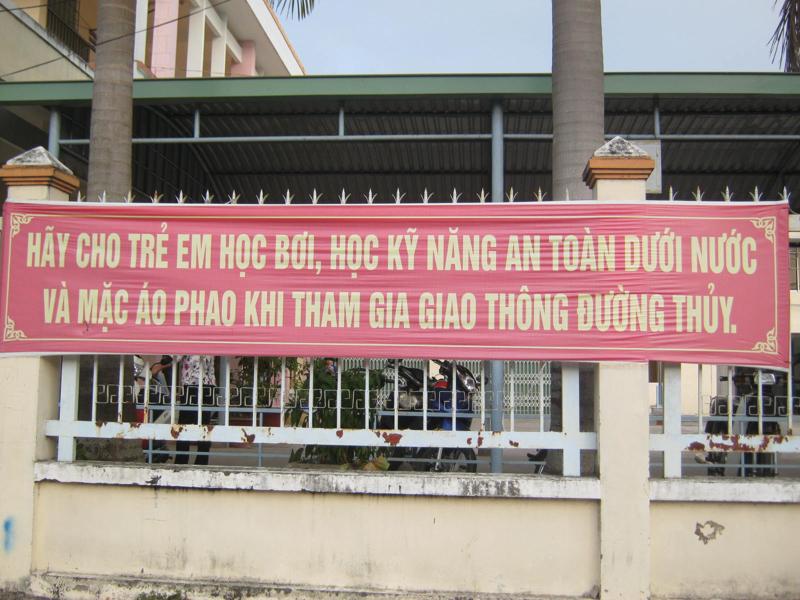 HÃY CHO TRẺ EM HỌC BƠI, HỌC KỸ NĂNG AN TOÀN DƯỚI NƯỚC
VÀ MẶC ÁO PHAO KHI THAM GIA GIAO THÔNG ĐƯỜNG THỦY.